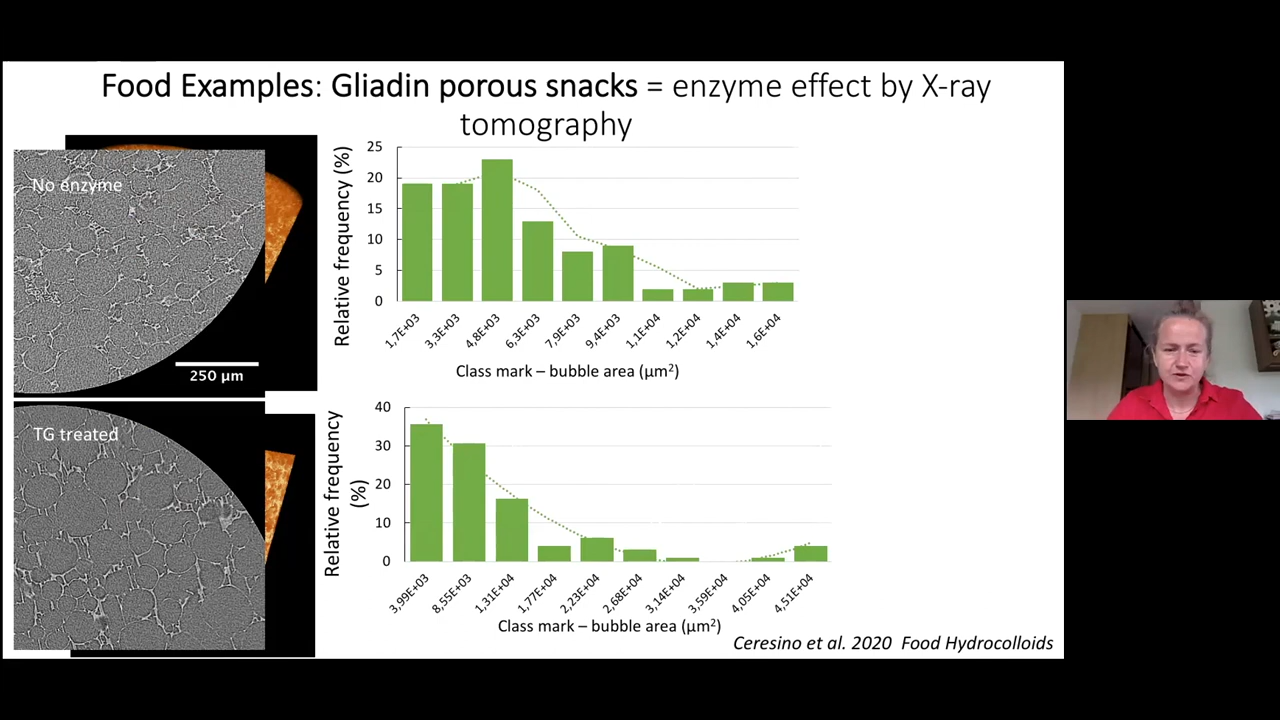 Food Examples: Gliadin porous snacks = enzyme effect by X-ray
tomography
No enzyme
250 µm
TG treated
Relative frequency (%)
25
20
15
10
5
0
1,7E+03
3,3E+03
4,8E+03
6,3E+03
7,9E+03
9,4E+03
1,1E+04
1,2E+04
1,4E+04
1,6E+04
Class mark – bubble area (µm²)
Relative frequency
(%)
40
30
20
10
0
3,99E+03
8,55E+03
1,31E+04
1,77E+04
2,23E+04
2,68E+04
3,14E+04
3,59E+04
4,05E+04
4,51E+04
Class mark – bubble area (µm²)
Ceresino et al. 2020 Food Hydrocolloids